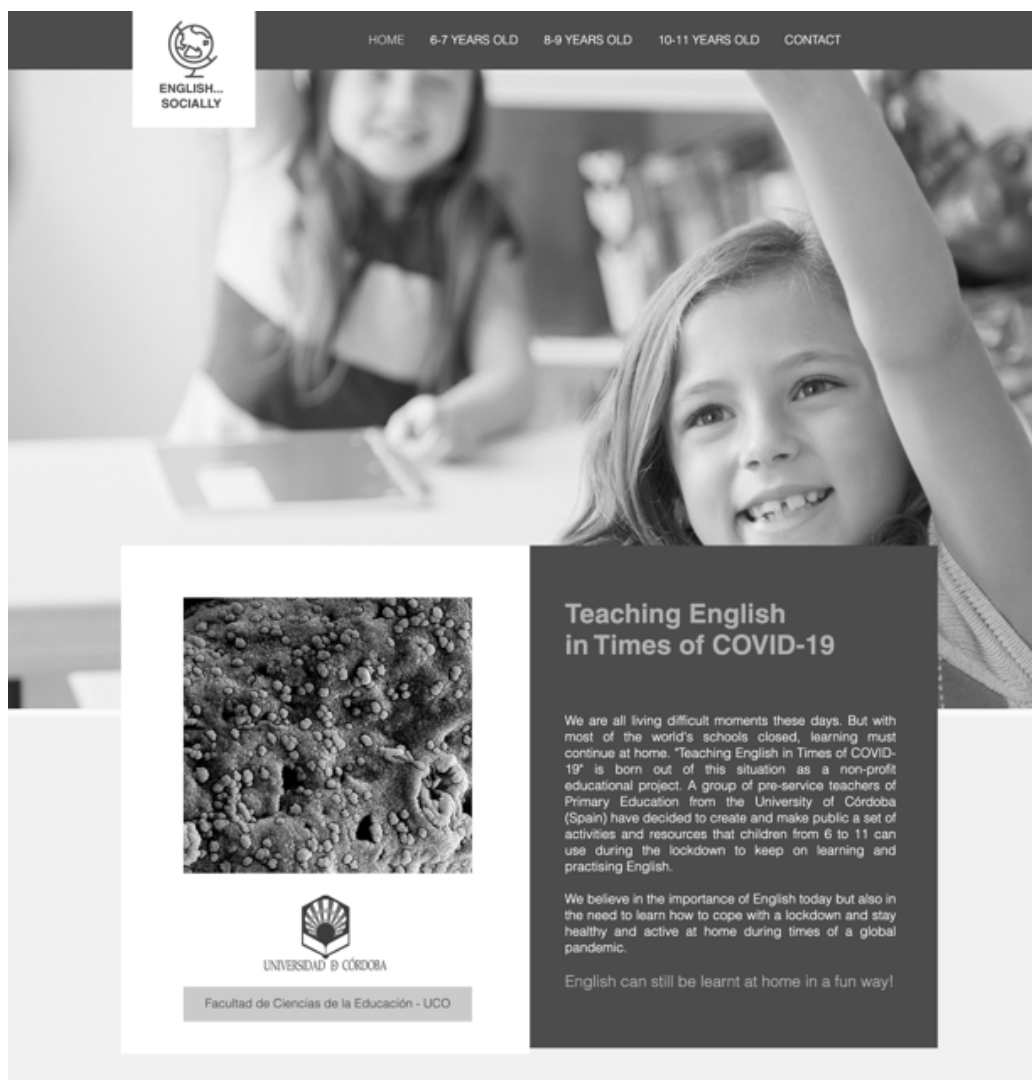 HOME 6-7 YEARS OLD 8-9 YEARS OLD 10-11 YEARS OLD CONTACT
ENGLISH...
SOCIALLY
Teaching English
in Times of COVID-19
We are all living difficult moments these days. But with
most of the world's schools closed, learning must
continue at home. "Teaching English in Times of COVID-
19" is born out of this situation as a non-profit
educational project. A group of pre-service teachers of
Primary Education from the University of Córdoba
(Spain) have decided to create and make public a set of
activities and resources that children from 6 to 11 can
use during the lockdown to keep on learning and
practising English.
We believe in the importance of English today but also in
the need to learn how to cope with a lockdown and stay
healthy and active at home during times of a global
pandemic.
English can still be learnt at home in a fun way!
UNIVERSIDAD D CÓRDOBA
Facultad de Ciencias de la Educación - UCO